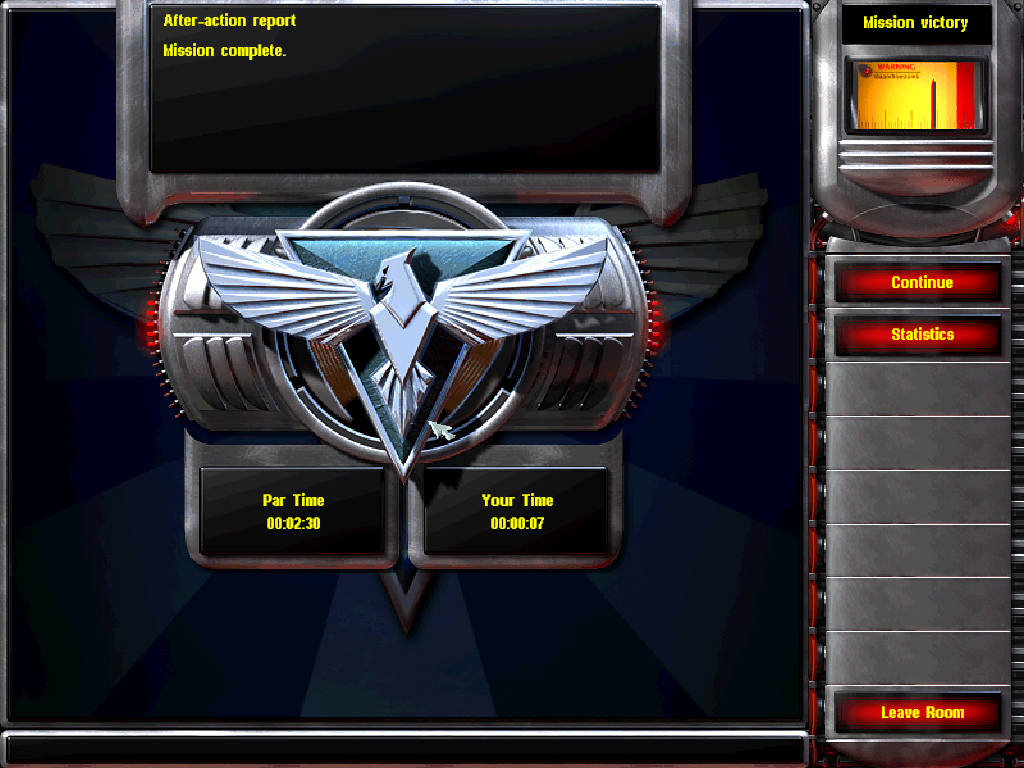 After-action report
Mission complete.
Mission victory
WARNING
Continue
Statistics
Par Time
00:02:30
Your Time
00:00:07
Leave Room